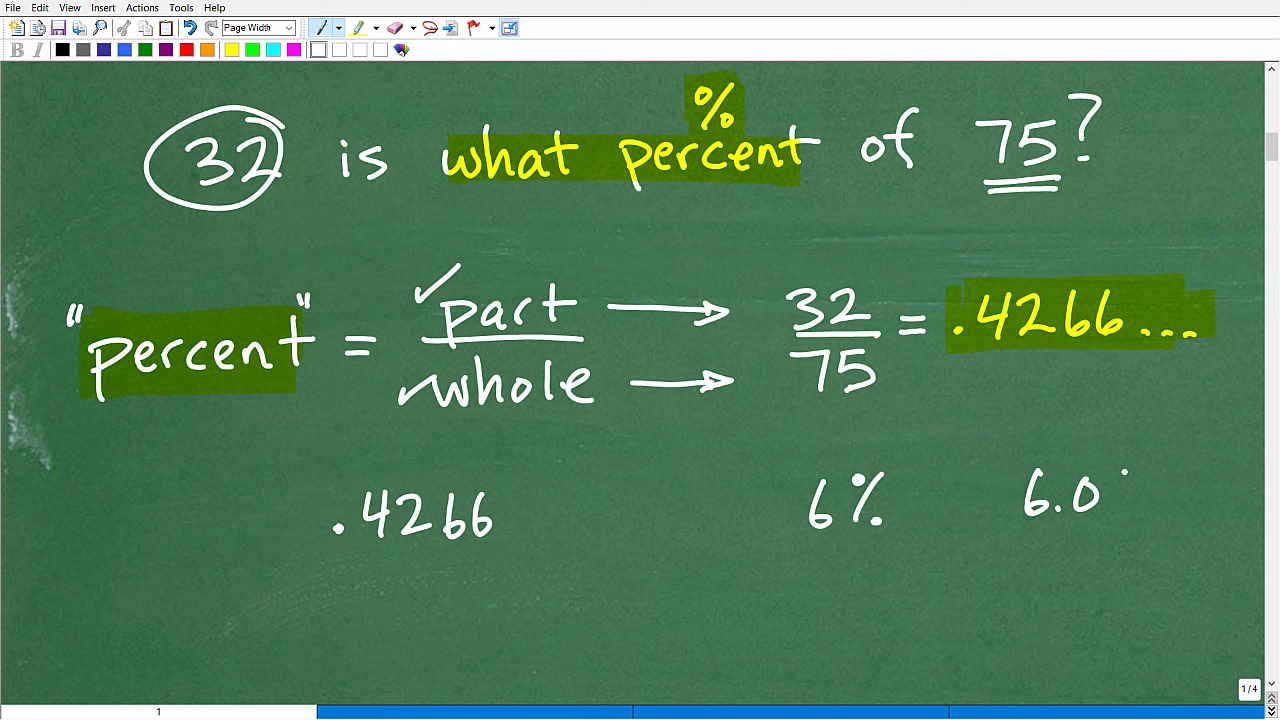 File Edit View Insert Actions Tools Help
Page Width
B I
%
32 is what percent of 75?
"percent" = part → 32 = .4266...
whole → 75
.4266 6% 6.0
1/4
1